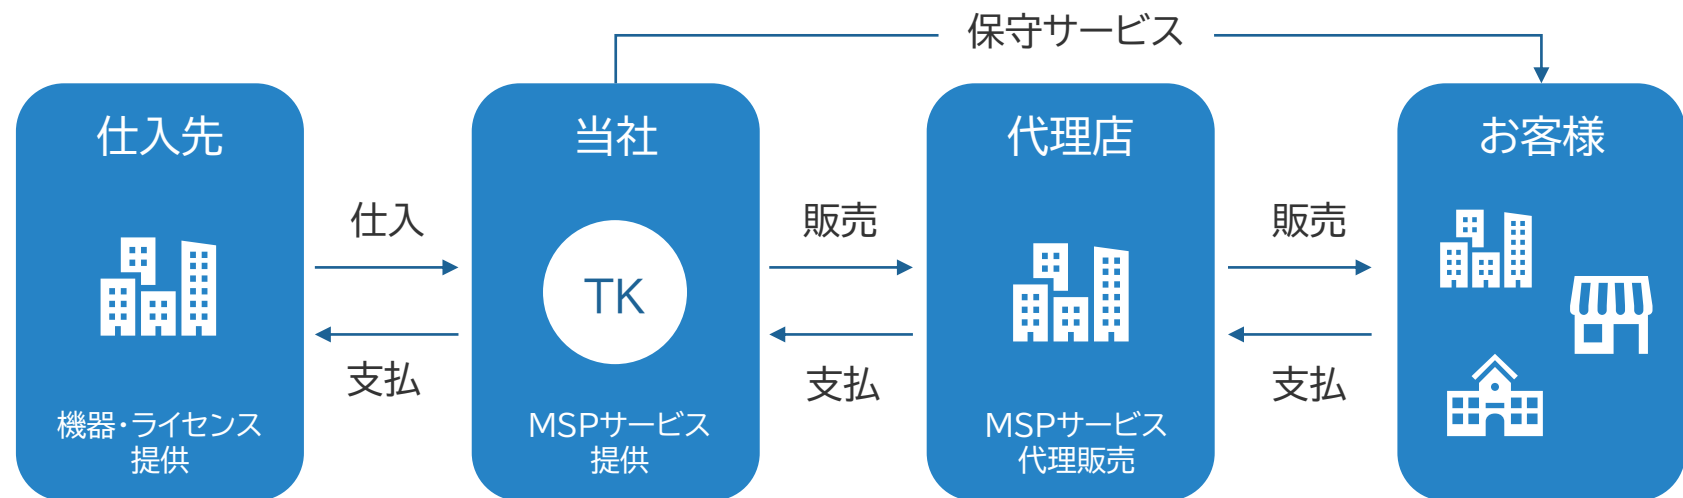 保守サービス
仕入先
当社
代理店
お客様
仕入
販売
販売
TK
支払
支払
支払
機器・ライセンス
提供
MSPサービス
提供
MSPサービス
代理販売